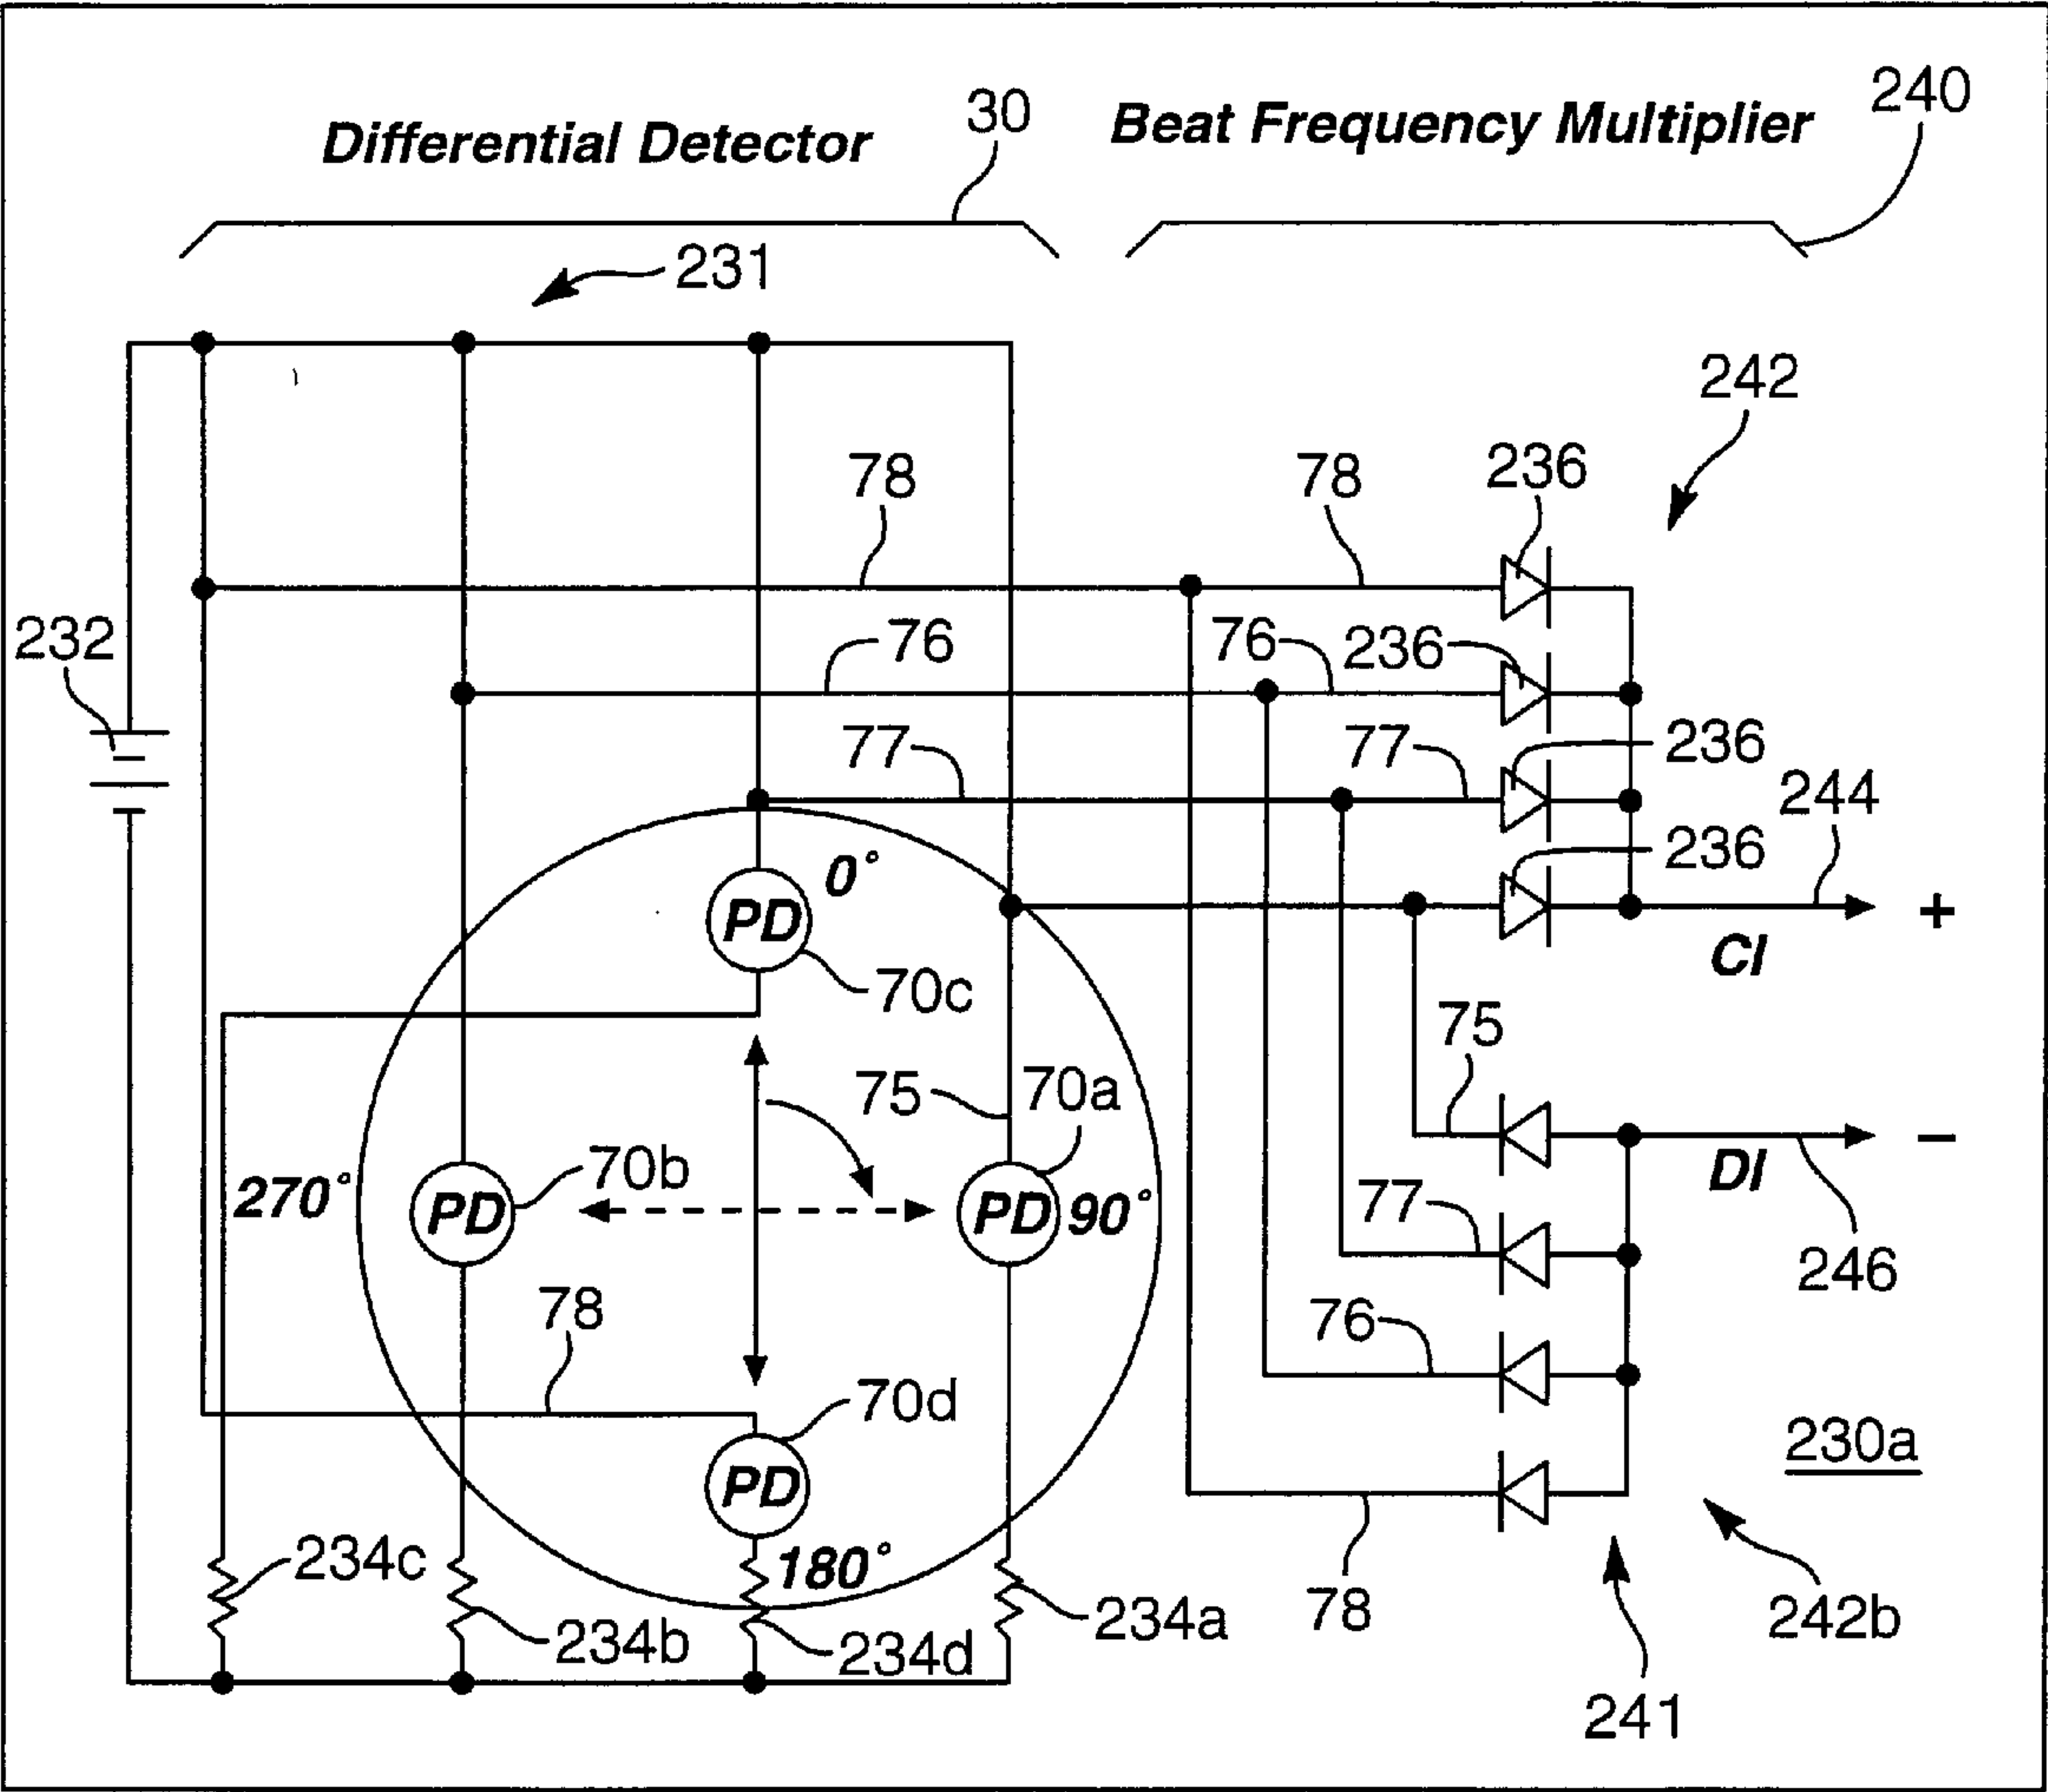 Differential Detector
30
Beat Frequency Multiplier
240
231
242
78
78
236
232
76
76
236
77
77
236
244
236
0°
PD
70c
+
CI
75
75
70a
270°
PD
70b
PD
90°
DI
−
77
246
78
76
70d
PD
230a
180°
234c
234b
234d
234a
78
242b
241